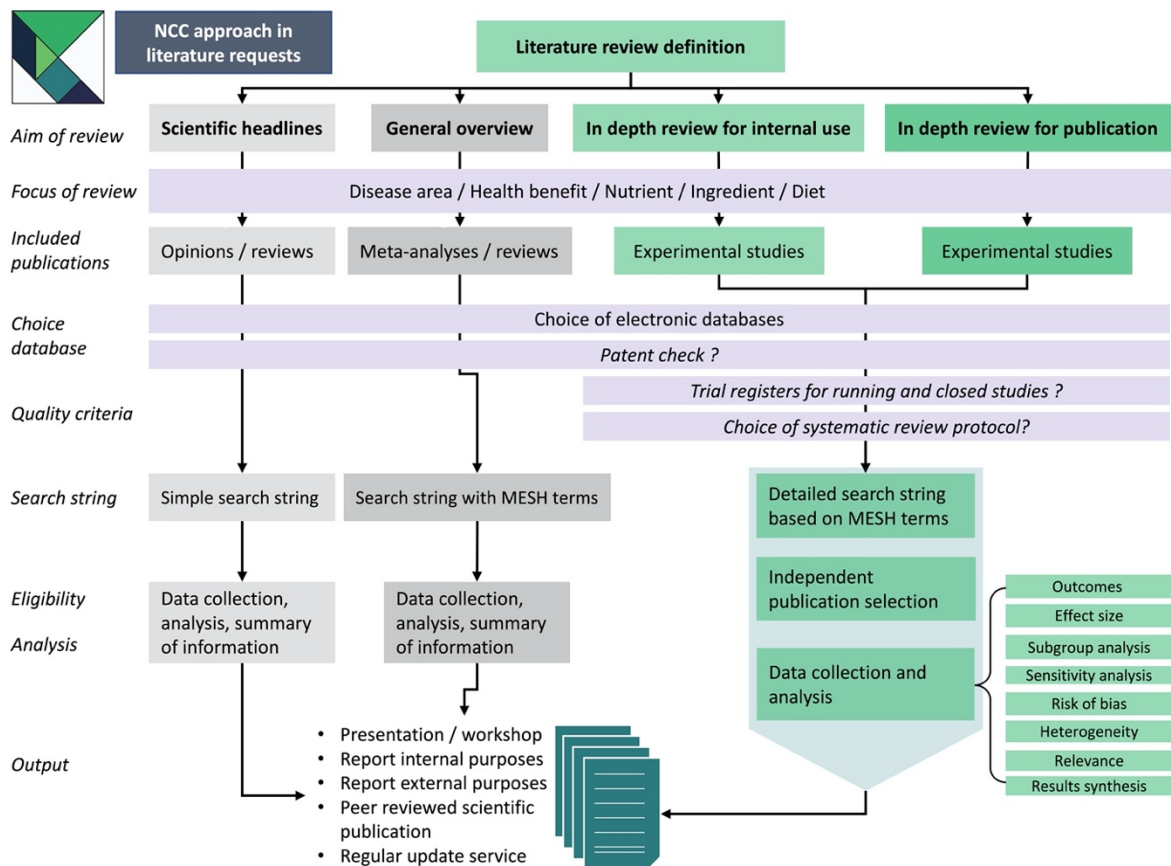 NCC approach in
literature requests
Literature review definition
Aim of review
Scientific headlines
General overview
In depth review for internal use
In depth review for publication
Focus of review
Disease area / Health benefit / Nutrient / Ingredient / Diet
Included
publications
Opinions / reviews
Meta-analyses / reviews
Experimental studies
Experimental studies
Choice
database
Choice of electronic databases
Patent check ?
Trial registers for running and closed studies ?
Quality criteria
Choice of systematic review protocol?
Search string
Simple search string
Search string with MESH terms
Detailed search string
based on MESH terms
Eligibility
Analysis
Data collection,
analysis, summary
of information
Data collection,
analysis, summary
of information
Independent
publication selection
Data collection and
analysis
Outcomes
Effect size
Subgroup analysis
Sensitivity analysis
Risk of bias
Heterogeneity
Relevance
Results synthesis
Output
• Presentation / workshop
• Report internal purposes
• Report external purposes
• Peer reviewed scientific
publication
• Regular update service